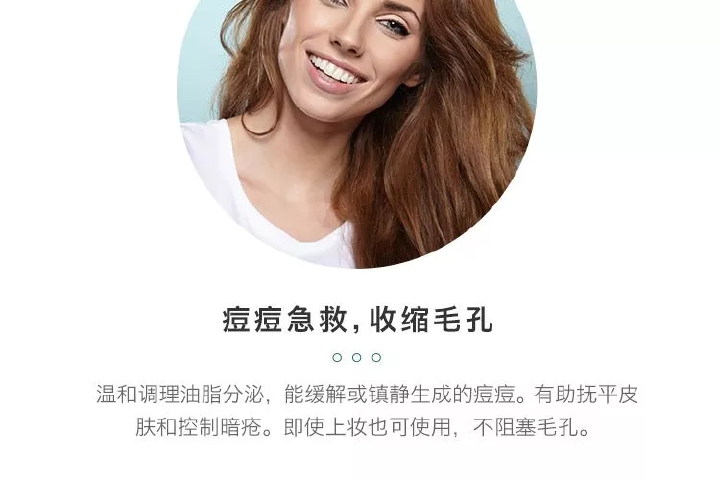 痘痘急救，收缩毛孔
温和调理油脂分泌，能缓解或镇静生成的痘痘。有助抚平皮
肤和控制暗疮。即使上妆也可使用，不阻塞毛孔。